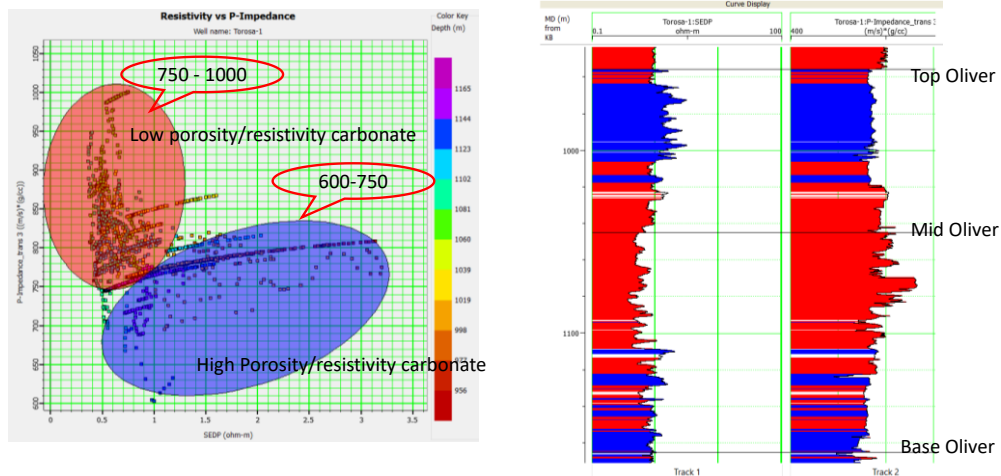 Resistivity vs P-Impedance
Well name: Torosa-1
Color Key
Depth (m)
750 - 1000
Low porosity/resistivity carbonate
600-750
High Porosity/resistivity carbonate
P-Impedance_trans 3 ((m/s)*(g/cc))
1050
1000
950
900
850
800
750
700
650
600
0
0.5
1
1.5
2
2.5
3
3.5
SEDP (ohm-m)
1165
1144
1123
1102
1081
1060
1039
1019
998
977
956
Curve Display
MD (m)
from
KB
Torosa-1:SEDP
0.1 ohm-m 100
Torosa-1:P-Impedance_trans 3
400 (m/s)*(g/cc)
Top Oliver
1000
Mid Oliver
1100
Base Oliver
Track 1
Track 2